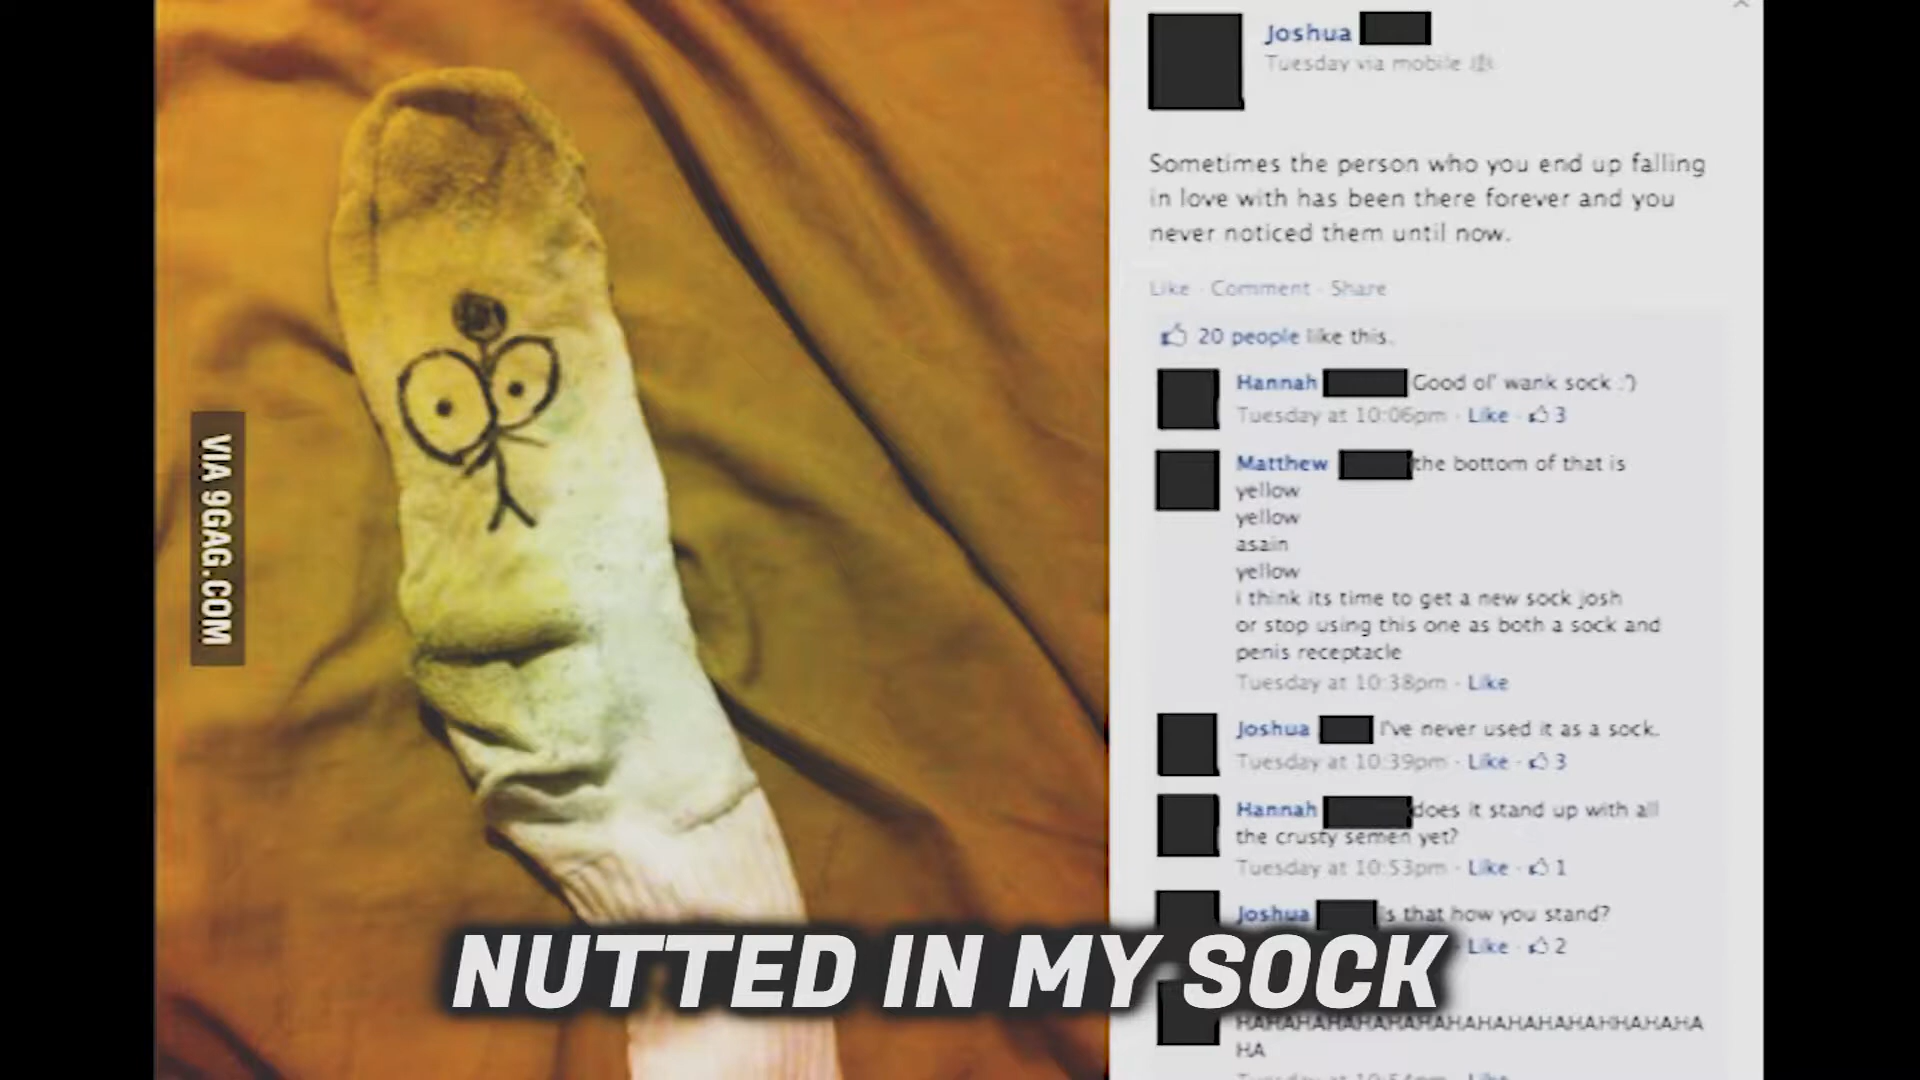 VIA 9GAG.COM
Joshua
Tuesday via mobile
Sometimes the person who you end up falling
in love with has been there forever and you
never noticed them until now.
Like · Comment · Share
20 people like this.
Hannah Good ol' wank sock :')
Tuesday at 10:06pm · Like · 3
Matthew the bottom of that is
yellow
yellow
asain
yellow
i think its time to get a new sock josh
or stop using this one as both a sock and
penis receptacle
Tuesday at 10:38pm · Like
Joshua I've never used it as a sock.
Tuesday at 10:39pm · Like · 3
Hannah does it stand up with all
the crusty semen yet?
Tuesday at 10:53pm · Like · 1
Joshua Is that how you stand?
Like · 2
NUTTED IN MY SOCK
HAHAHAHAHAHAHAHAHAHAHAHAHHAHAHA
HA
Tuesday at 10:54pm · Like